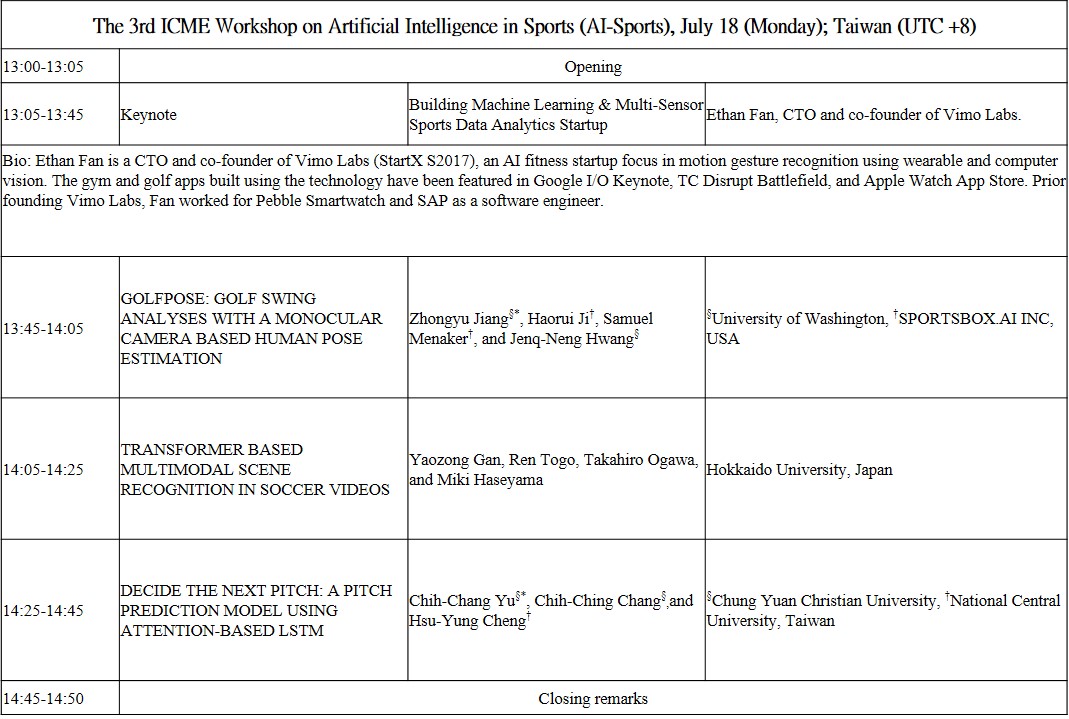 The 3rd ICME Workshop on Artificial Intelligence in Sports (AI-Sports), July 18 (Monday); Taiwan (UTC +8)
13:00-13:05
Opening
13:05-13:45
Keynote
Building Machine Learning & Multi-Sensor
Sports Data Analytics Startup
Ethan Fan, CTO and co-founder of Vimo Labs.
Bio: Ethan Fan is a CTO and co-founder of Vimo Labs (StartX S2017), an AI fitness startup focus in motion gesture recognition using wearable and computer
vision. The gym and golf apps built using the technology have been featured in Google I/O Keynote, TC Disrupt Battlefield, and Apple Watch App Store. Prior
founding Vimo Labs, Fan worked for Pebble Smartwatch and SAP as a software engineer.
13:45-14:05
GOLFPOSE: GOLF SWING
ANALYSES WITH A MONOCULAR
CAMERA BASED HUMAN POSE
ESTIMATION
Zhongyu Jiang§*, Haorui Ji†, Samuel
Menaker†, and Jenq-Neng Hwang§
§University of Washington, †SPORTSBOX.AI INC,
USA
14:05-14:25
TRANSFORMER BASED
MULTIMODAL SCENE
RECOGNITION IN SOCCER VIDEOS
Yaozong Gan, Ren Togo, Takahiro Ogawa,
and Miki Haseyama
Hokkaido University, Japan
14:25-14:45
DECIDE THE NEXT PITCH: A PITCH
PREDICTION MODEL USING
ATTENTION-BASED LSTM
Chih-Chang Yu§*, Chih-Ching Chang§,and
Hsu-Yung Cheng†
§Chung Yuan Christian University, †National Central
University, Taiwan
14:45-14:50
Closing remarks